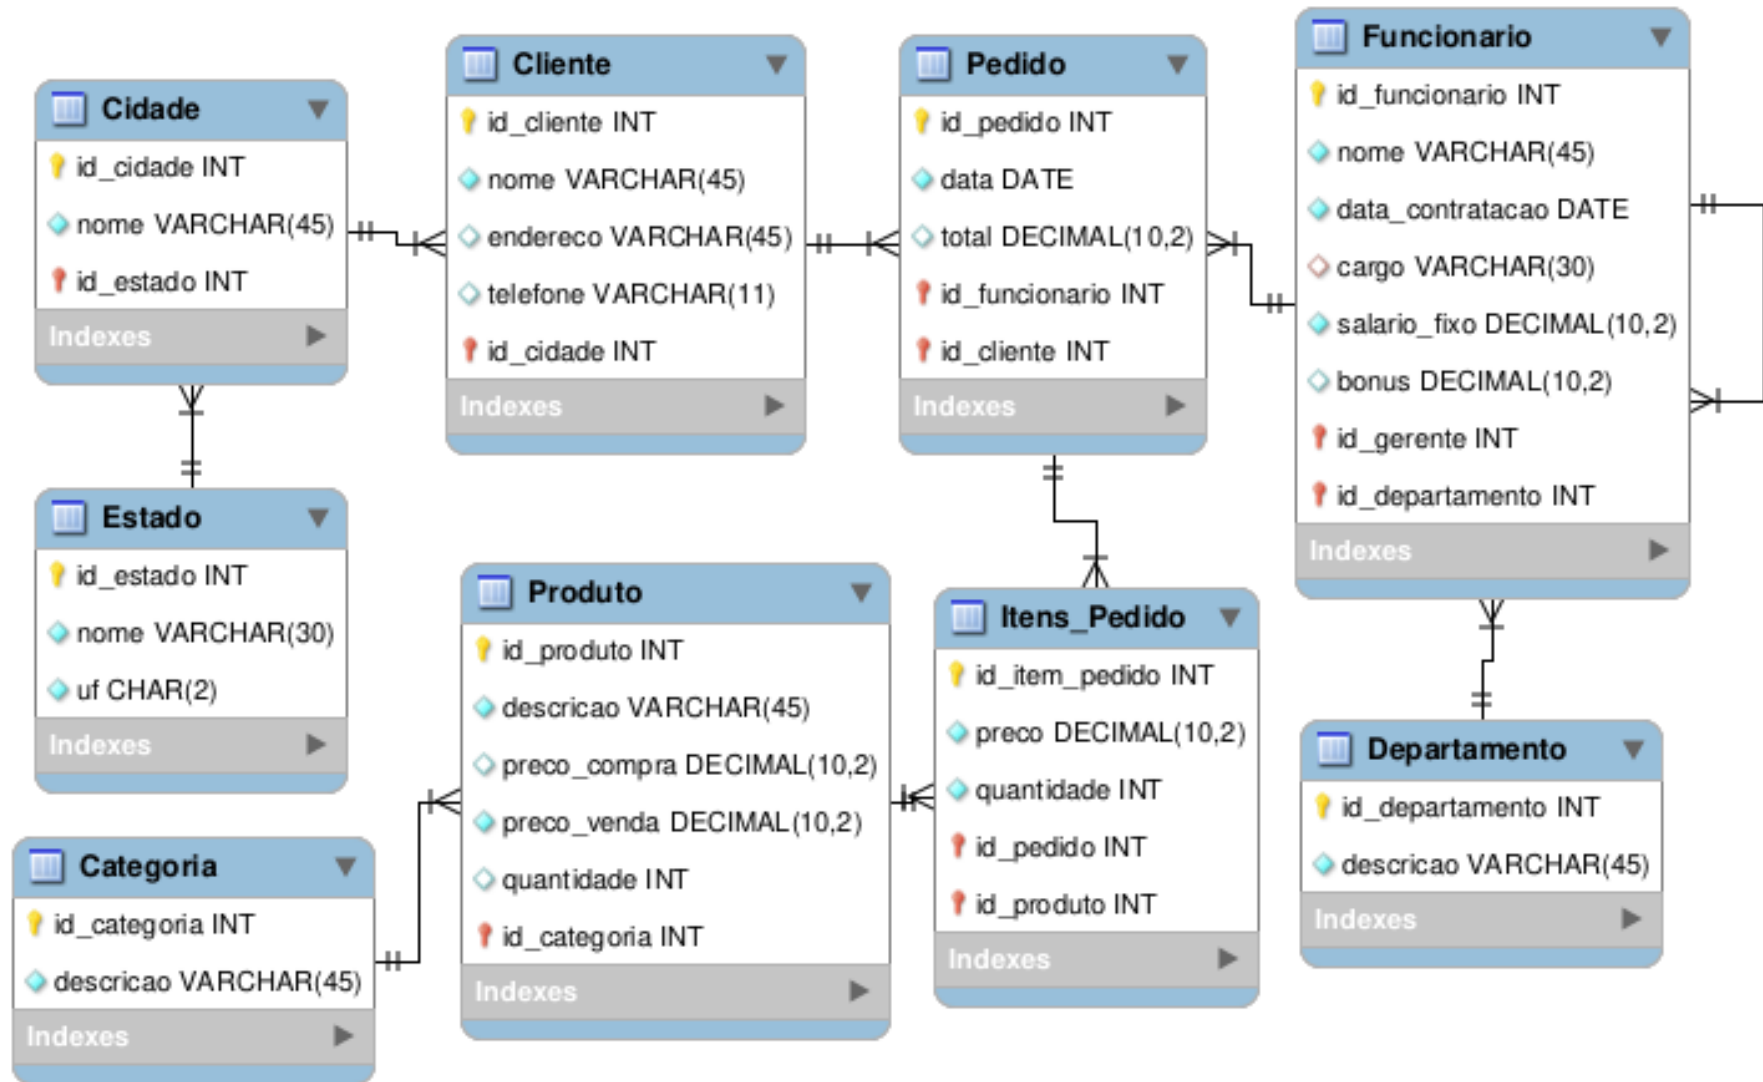 Cidade
id_cidade INT
nome VARCHAR(45)
id_estado INT
Indexes
Cliente
id_cliente INT
nome VARCHAR(45)
endereco VARCHAR(45)
telefone VARCHAR(11)
id_cidade INT
Indexes
Pedido
id_pedido INT
data DATE
total DECIMAL(10,2)
id_funcionario INT
id_cliente INT
Indexes
Funcionario
id_funcionario INT
nome VARCHAR(45)
data_contratacao DATE
cargo VARCHAR(30)
salario_fixo DECIMAL(10,2)
bonus DECIMAL(10,2)
id_gerente INT
id_departamento INT
Indexes
Estado
id_estado INT
nome VARCHAR(30)
uf CHAR(2)
Indexes
Produto
id_produto INT
descricao VARCHAR(45)
preco_compra DECIMAL(10,2)
preco_venda DECIMAL(10,2)
quantidade INT
id_categoria INT
Indexes
Itens_Pedido
id_item_pedido INT
preco DECIMAL(10,2)
quantidade INT
id_pedido INT
id_produto INT
Indexes
Departamento
id_departamento INT
descricao VARCHAR(45)
Indexes
Categoria
id_categoria INT
descricao VARCHAR(45)
Indexes